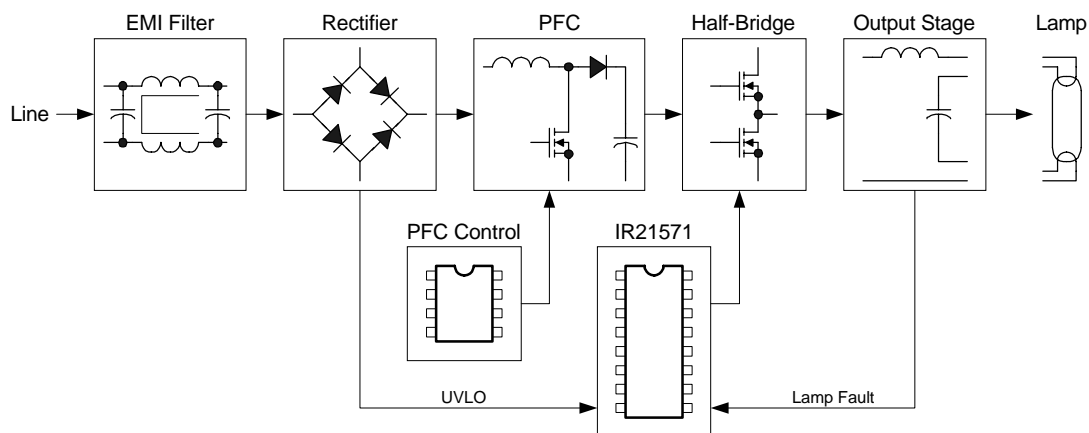 EMI Filter
Rectifier
PFC
Half-Bridge
Output Stage
Lamp
Line
PFC Control
IR21571
UVLO
Lamp Fault